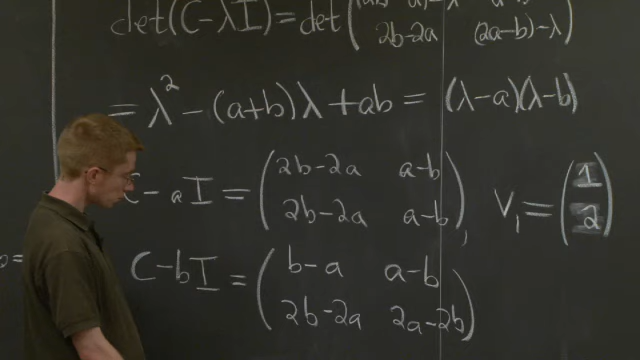 det(C-λI) = det( a)-λ a-
2b-2a (2a-b)-λ )
= λ² - (a+b)λ + ab = (λ-a)(λ-b)
C - aI = ( 2b-2a a-b
2b-2a a-b ), V₁ = ( 1
2 )
C - bI = ( b-a a-b
2b-2a 2a-2b )